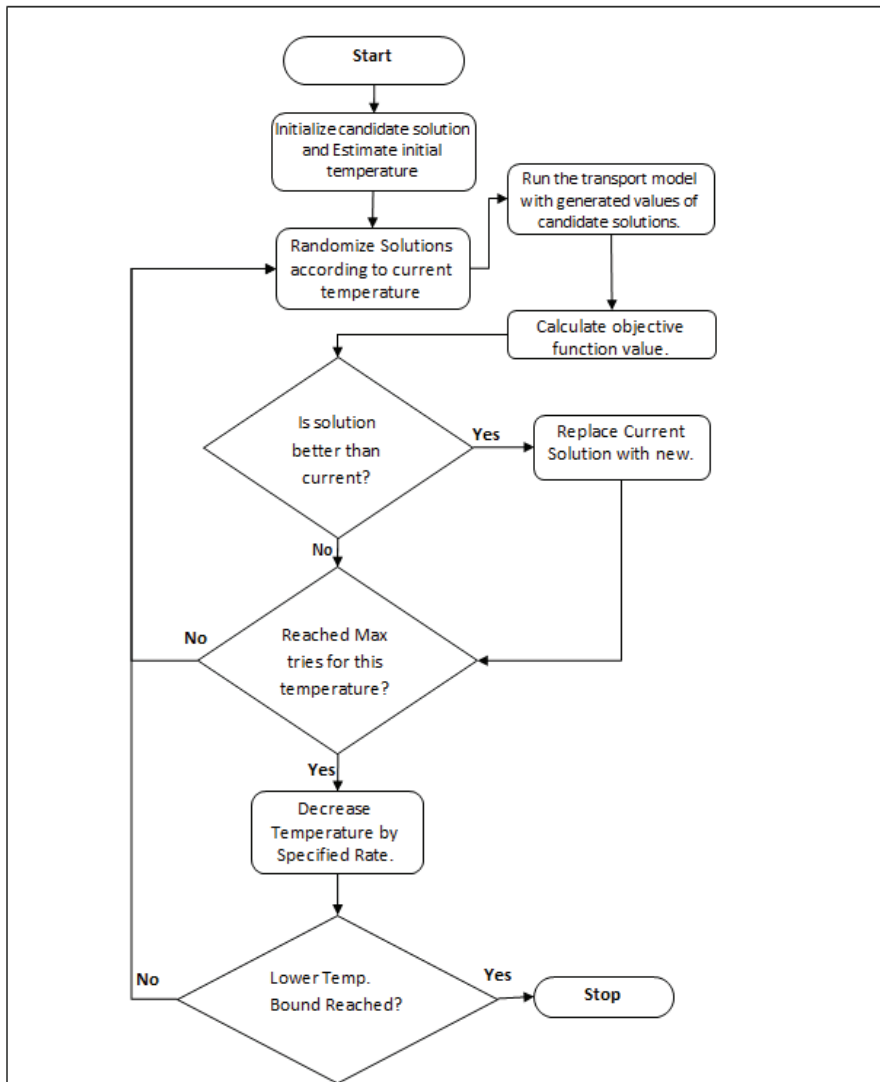 Start
Initialize candidate solution
and Estimate initial
temperature
Run the transport model
with generated values of
candidate solutions.
Randomize Solutions
according to current
temperature
Calculate objective
function value.
Is solution
better than
current?
Yes
Replace Current
Solution with new.
No
Reached Max
tries for this
temperature?
No
Yes
Decrease
Temperature by
Specified Rate.
Lower Temp.
Bound Reached?
No
Yes
Stop